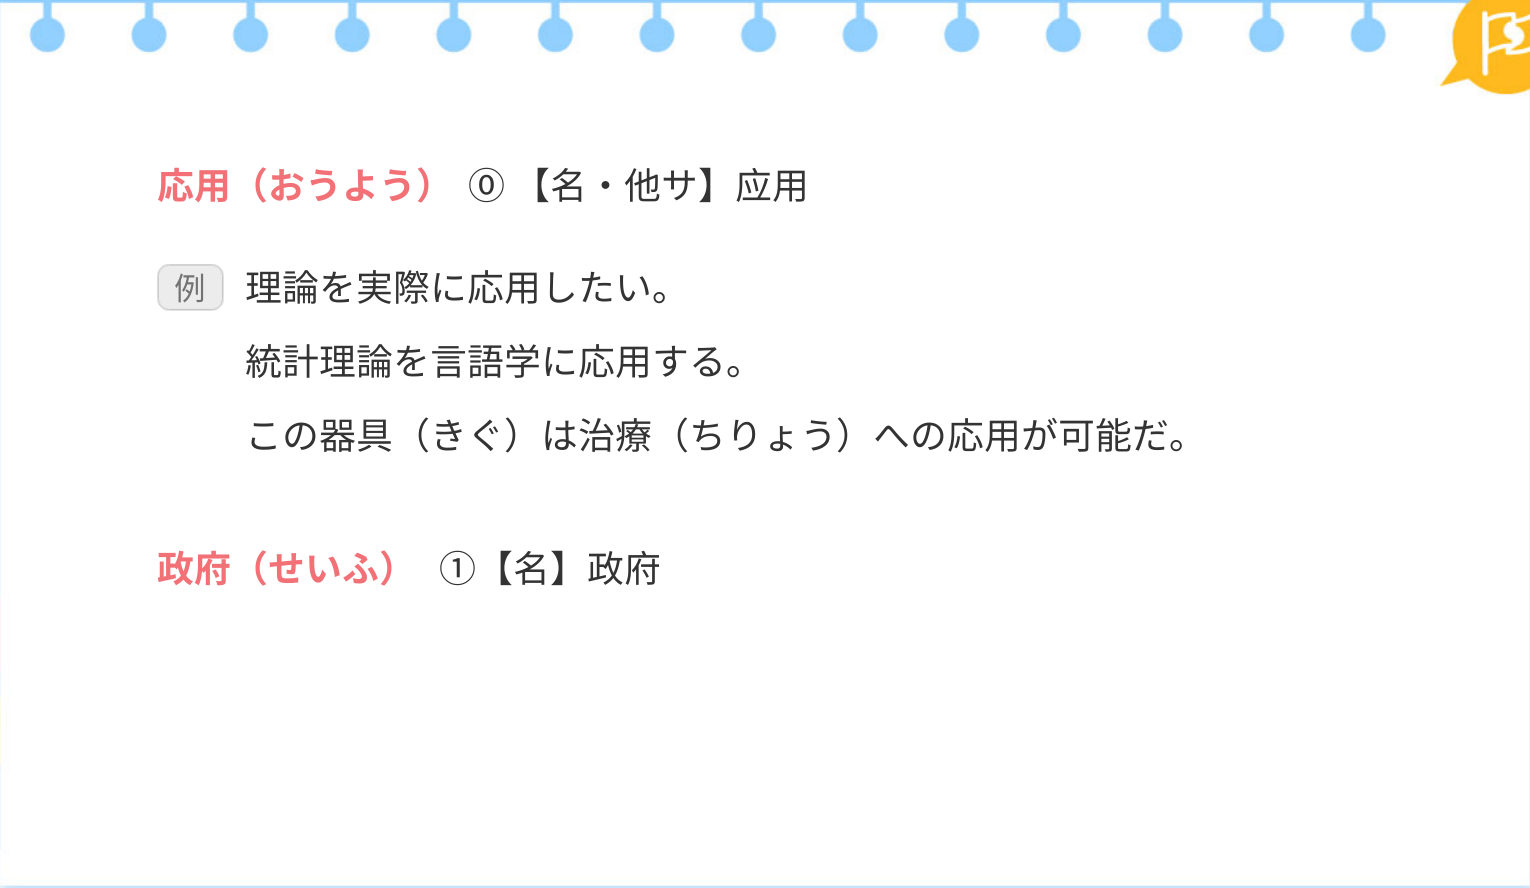 応用（おうよう） ⓪ 【名・他サ】应用
例 理論を実際に応用したい。
統計理論を言語学に応用する。
この器具（きぐ）は治療（ちりょう）への応用が可能だ。
政府（せいふ） ①【名】政府